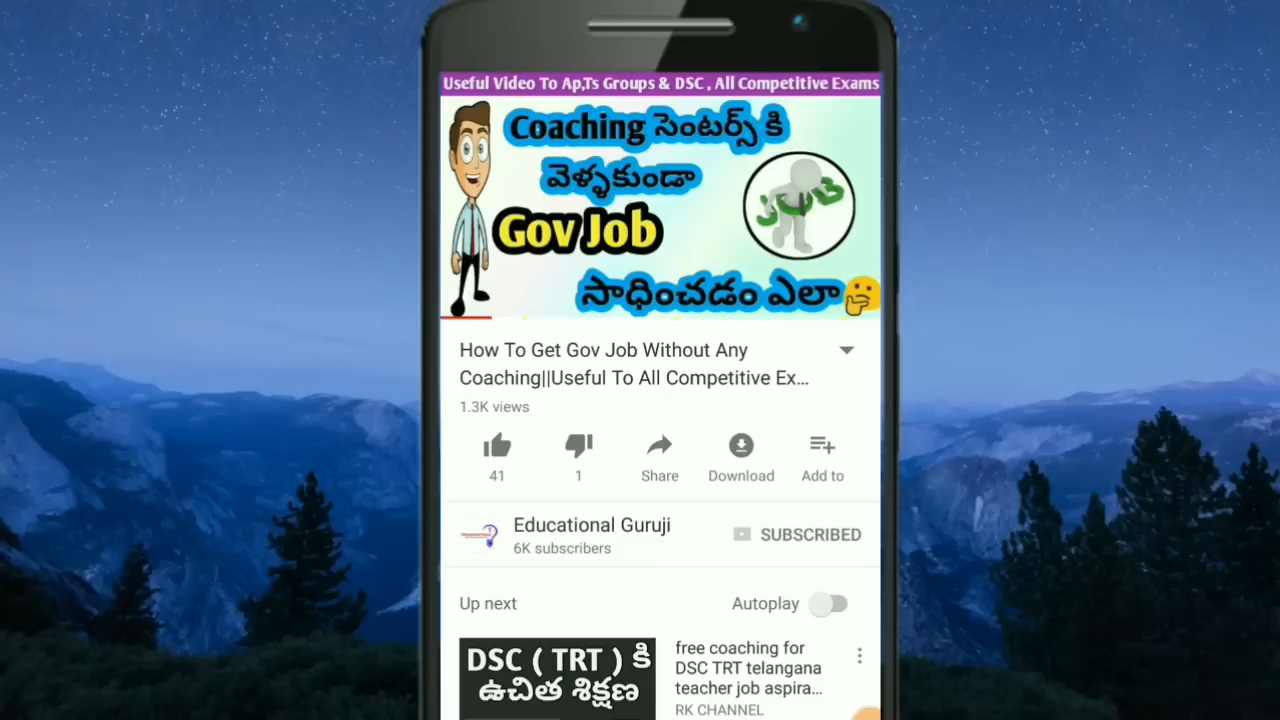 Useful Video To Ap,Ts Groups & DSC , All Competitive Exams
Coaching సెంటర్స్ కి
వెళ్ళకుండా
Gov Job
JOB
సాధించడం ఎలా
How To Get Gov Job Without Any
Coaching||Useful To All Competitive Ex...
1.3K views
41
1
Share
Download
Add to
Educational Guruji
6K subscribers
SUBSCRIBED
Up next
Autoplay
DSC ( TRT ) కి
ఉచిత శిక్షణ
free coaching for
DSC TRT telangana
teacher job aspira...
RK CHANNEL